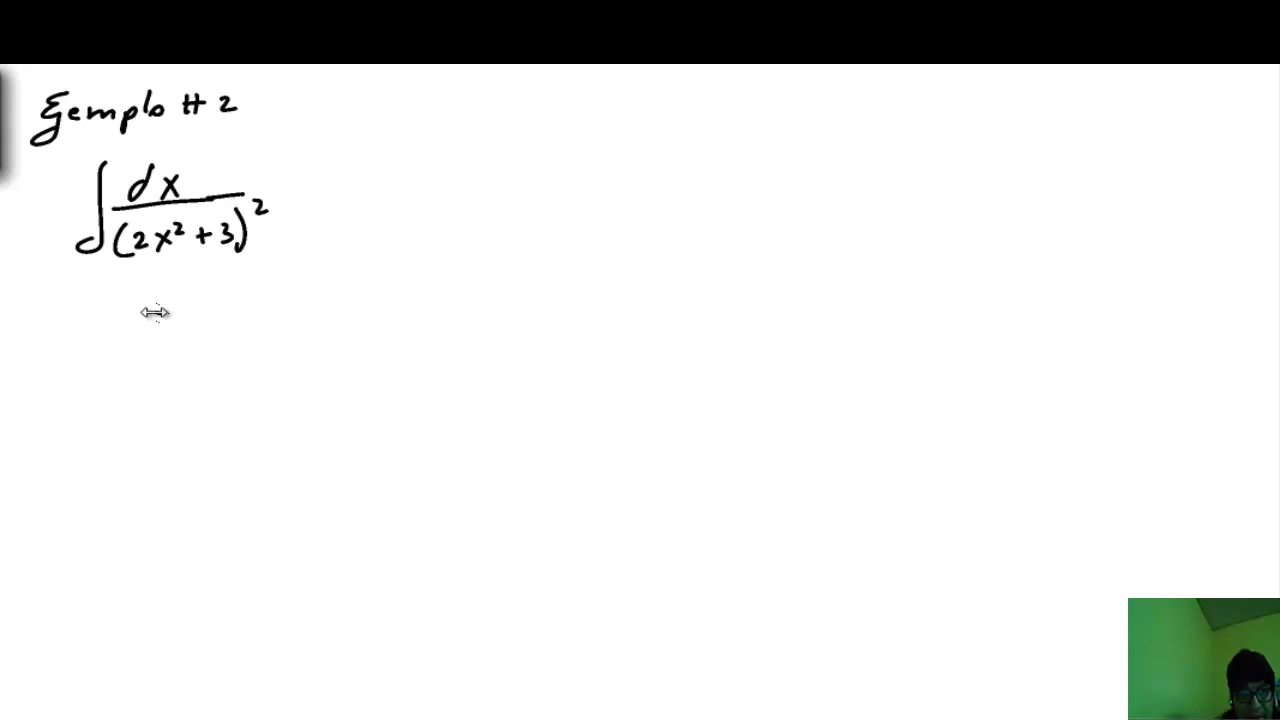 Ejemplo # 2
∫ dx / (2x² + 3)²